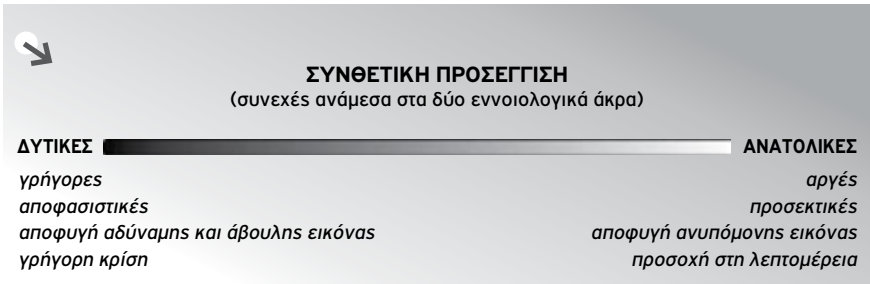 ΣΥΝΘΕΤΙΚΗ ΠΡΟΣΕΓΓΙΣΗ
(συνεχές ανάμεσα στα δύο εννοιολογικά άκρα)
ΔΥΤΙΚΕΣ ΑΝΑΤΟΛΙΚΕΣ
γρήγορες αργές
αποφασιστικές προσεκτικές
αποφυγή αδύναμης και άβουλης εικόνας αποφυγή ανυπόμονης εικόνας
γρήγορη κρίση προσοχή στη λεπτομέρεια